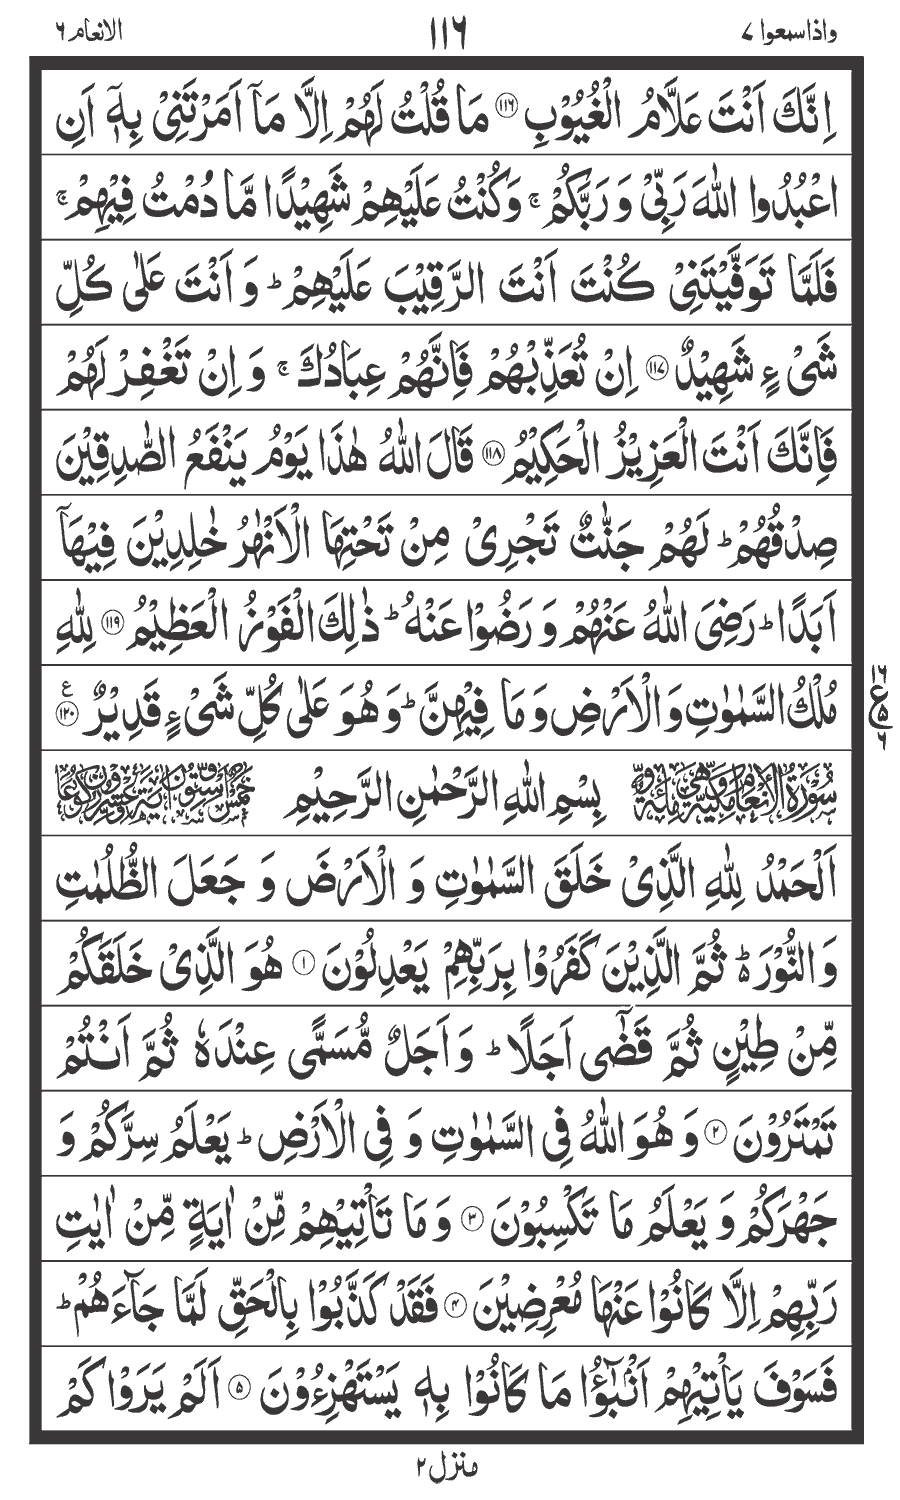 واذا سمعوا ٧ ١١٦ الانعام ٦
اِنَّكَ اَنْتَ عَلَّامُ الْغُيُوْبِ ۝١١٦ مَا قُلْتُ لَهُمْ اِلَّا مَاۤ اَمَرْتَنِیْ بِهٖۤ اَنِ
اعْبُدُوا اللّٰهَ رَبِّیْ وَ رَبَّكُمْ ۚ وَكُنْتُ عَلَيْهِمْ شَهِيْدًا مَّا دُمْتُ فِيْهِمْ ۚ
فَلَمَّا تَوَفَّيْتَنِیْ كُنْتَ اَنْتَ الرَّقِيْبَ عَلَيْهِمْ ؕ وَ اَنْتَ عَلٰی كُلِّ
شَیْءٍ شَهِيْدٌ ۝١١٧ اِنْ تُعَذِّبْهُمْ فَاِنَّهُمْ عِبَادُكَ ۚ وَ اِنْ تَغْفِرْ لَهُمْ
فَاِنَّكَ اَنْتَ الْعَزِيْزُ الْحَكِيْمُ ۝١١٨ قَالَ اللّٰهُ هٰذَا يَوْمُ يَنْفَعُ الصّٰدِقِيْنَ
صِدْقُهُمْ ؕ لَهُمْ جَنّٰتٌ تَجْرِیْ مِنْ تَحْتِهَا الْاَنْهٰرُ خٰلِدِيْنَ فِيْهَاۤ
اَبَدًا ؕ رَضِیَ اللّٰهُ عَنْهُمْ وَ رَضُوْا عَنْهُ ؕ ذٰلِكَ الْفَوْزُ الْعَظِيْمُ ۝١١٩ لِلّٰهِ
مُلْكُ السَّمٰوٰتِ وَ الْاَرْضِ وَ مَا فِيْهِنَّ ؕ وَ هُوَ عَلٰی كُلِّ شَیْءٍ قَدِيْرٌ ۝١٢٠ ع
١٦ ع ٥ ٦
سُوْرَةُ الْاَنْعَامِ مَكِّيَّةٌ وَّهِیَ مِائَةٌ وَّ بِسْمِ اللّٰهِ الرَّحْمٰنِ الرَّحِيْمِ خَمْسٌ وَّسِتُّوْنَ اٰيَةً وَّعِشْرُوْنَ رُكُوْعًا
اَلْحَمْدُ لِلّٰهِ الَّذِیْ خَلَقَ السَّمٰوٰتِ وَ الْاَرْضَ وَ جَعَلَ الظُّلُمٰتِ
وَ النُّوْرَ ۬ؕ ثُمَّ الَّذِيْنَ كَفَرُوْا بِرَبِّهِمْ يَعْدِلُوْنَ ۝١ هُوَ الَّذِیْ خَلَقَكُمْ
مِّنْ طِيْنٍ ثُمَّ قَضٰۤی اَجَلًا ؕ وَ اَجَلٌ مُّسَمًّی عِنْدَهٗ ثُمَّ اَنْتُمْ
تَمْتَرُوْنَ ۝٢ وَ هُوَ اللّٰهُ فِی السَّمٰوٰتِ وَ فِی الْاَرْضِ ؕ يَعْلَمُ سِرَّكُمْ وَ
جَهْرَكُمْ وَ يَعْلَمُ مَا تَكْسِبُوْنَ ۝٣ وَ مَا تَاْتِيْهِمْ مِّنْ اٰيَةٍ مِّنْ اٰيٰتِ
رَبِّهِمْ اِلَّا كَانُوْا عَنْهَا مُعْرِضِيْنَ ۝٤ فَقَدْ كَذَّبُوْا بِالْحَقِّ لَمَّا جَآءَهُمْ ؕ
فَسَوْفَ يَاْتِيْهِمْ اَنْۢبٰٓؤُا مَا كَانُوْا بِهٖ يَسْتَهْزِءُوْنَ ۝٥ اَلَمْ يَرَوْا كَمْ
منزل ٢